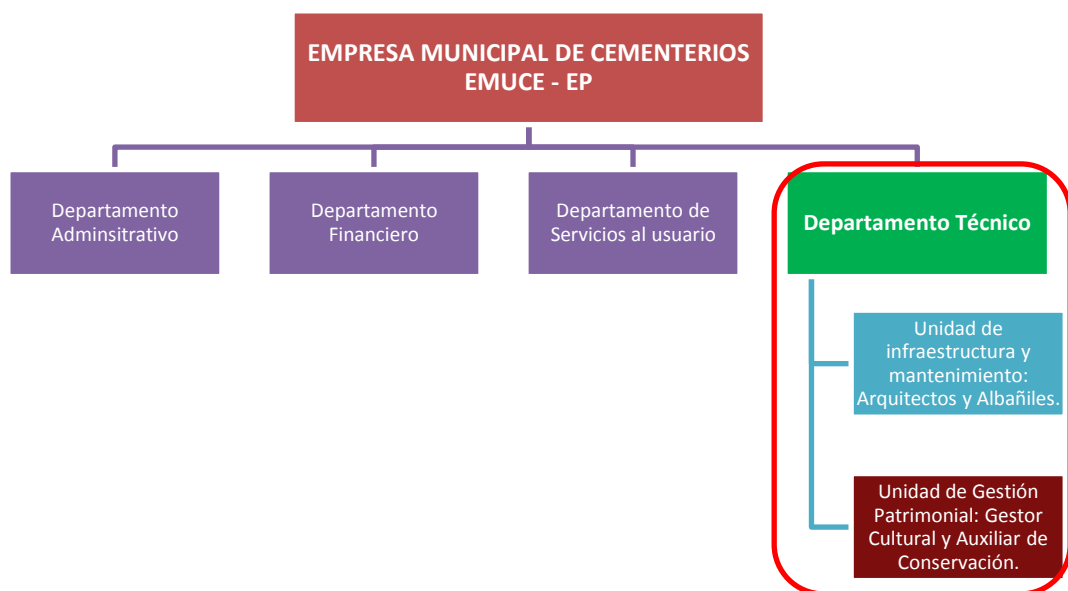 EMPRESA MUNICIPAL DE CEMENTERIOS
EMUCE - EP
Departamento
Adminsitrativo
Departamento
Financiero
Departamento de
Servicios al usuario
Departamento Técnico
Unidad de
infraestructura y
mantenimiento:
Arquitectos y Albañiles.
Unidad de Gestión
Patrimonial: Gestor
Cultural y Auxiliar de
Conservación.